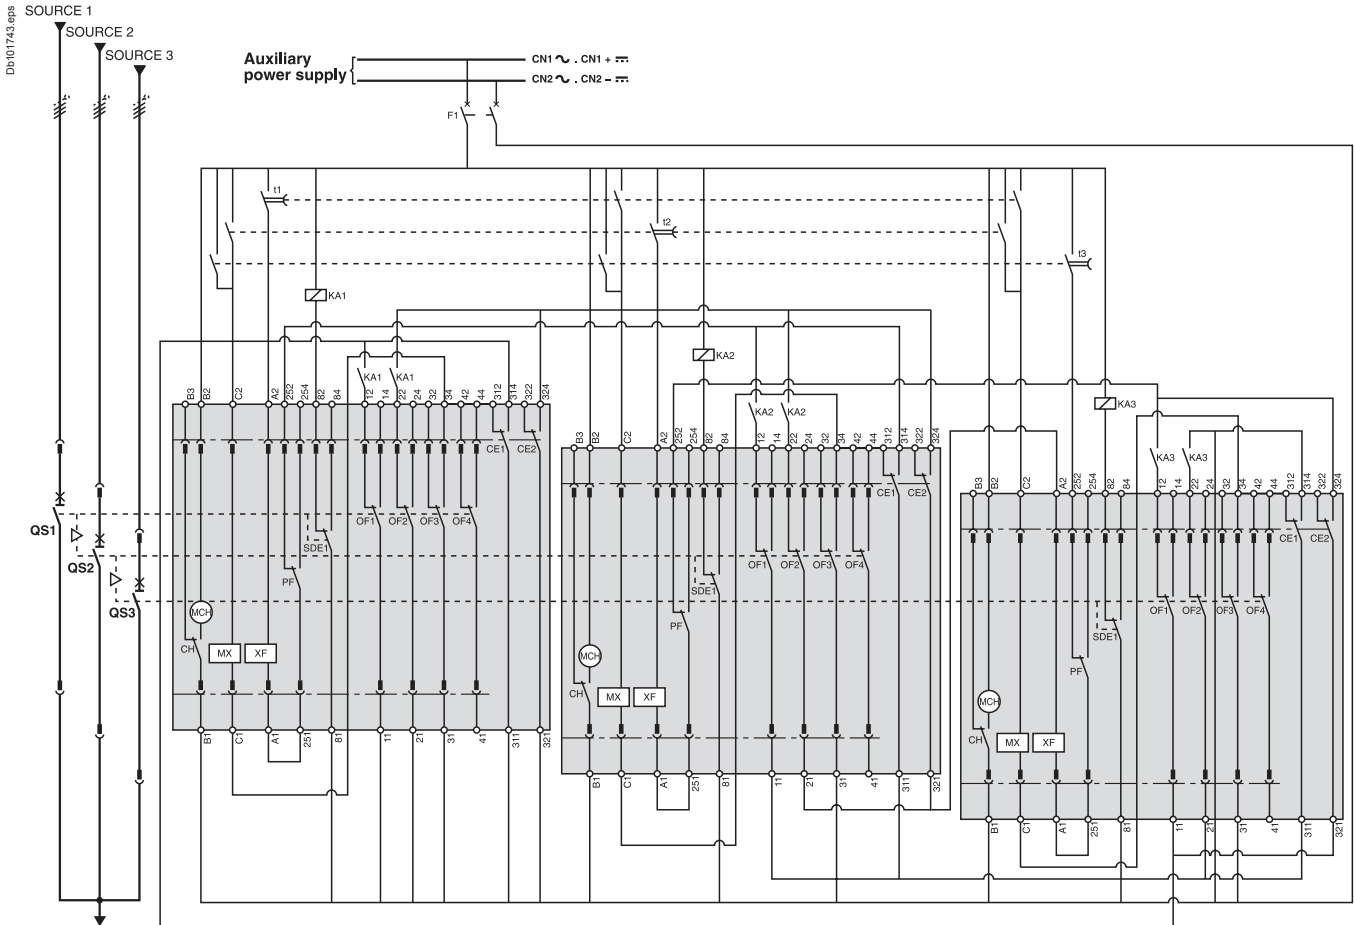 Db101743.eps
SOURCE 1
SOURCE 2
SOURCE 3
Auxiliary
power supply
CN1 ~ . CN1 +
CN2 ~ . CN2 –
F1
t1
t2
t3
KA1
KA2
KA3
B3 B2 C2 A2 252 254 82 84 12 14 22 24 32 34 42 44 312 314 322 324
KA1 KA1
CE1 CE2
OF1 OF2 OF3 OF4
SDE1
PF
MCH
CH
MX XF
B1 C1 A1 251 81 11 21 31 41 311 321
B3 B2 C2 A2 252 254 82 84 12 14 22 24 32 34 42 44 312 314 322 324
KA2 KA2
CE1 CE2
OF1 OF2 OF3 OF4
SDE1
PF
MCH
CH
MX XF
B1 C1 A1 251 81 11 21 31 41 311 321
B3 B2 C2 A2 252 254 82 84 12 14 22 24 32 34 42 44 312 314 322 324
KA3 KA3
CE1 CE2
OF1 OF2 OF3 OF4
SDE1
PF
MCH
CH
MX XF
B1 C1 A1 251 81 11 21 31 41 311 321
QS1
QS2
QS3